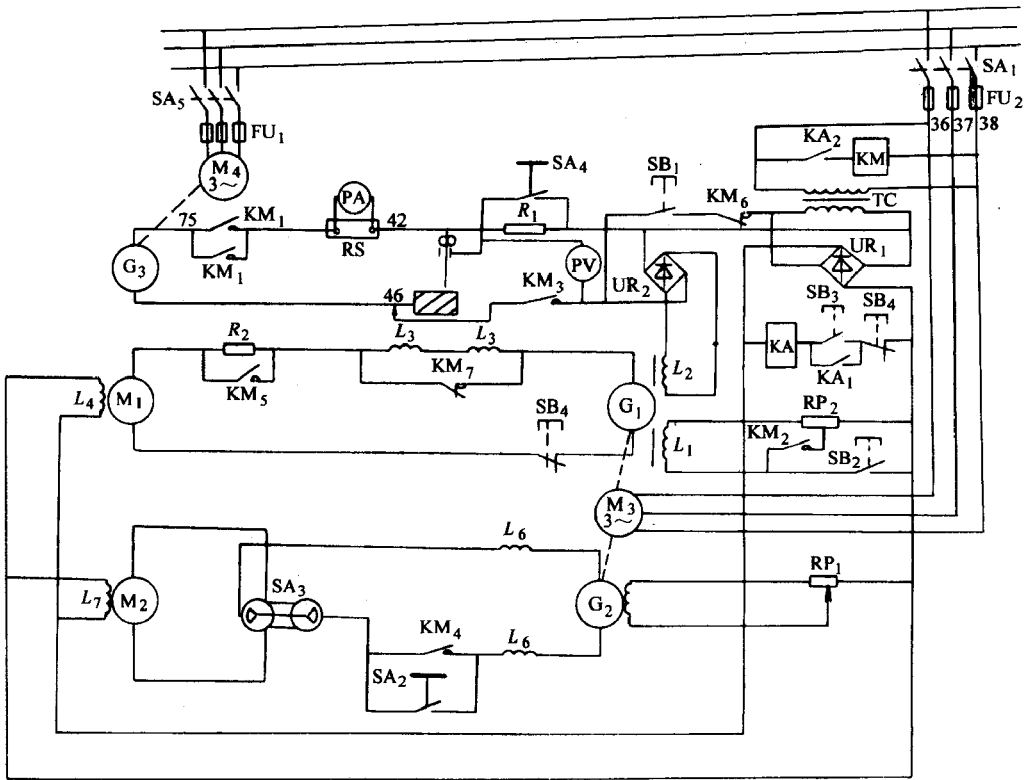 SA1
SA5
FU2
36 37 38
FU1
KA2
KM
M4
3~
SA4
SB1
KM6
TC
PA
R1
75
KM1
RS
42
UR1
G3
KM1
PV
UR2
KM3
46
SB3
SB4
R2
L3
L3
KA
KM7
L2
KA1
L4
M1
KM5
G1
RP2
SB4
KM2
L1
SB2
M3
3~
L6
RP1
L7
M2
SA3
G2
KM4
L6
SA2